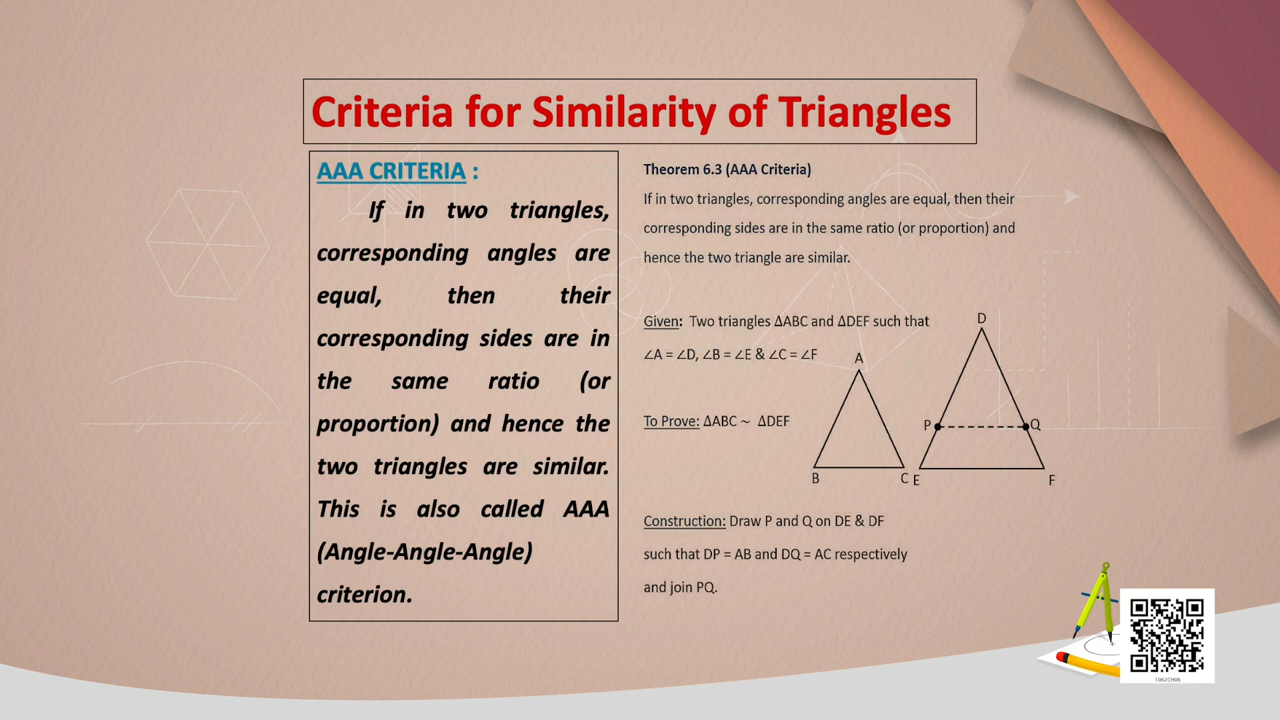 Criteria for Similarity of Triangles
AAA CRITERIA :
If in two triangles,
corresponding angles are
equal, then their
corresponding sides are in
the same ratio (or
proportion) and hence the
two triangles are similar.
This is also called AAA
(Angle-Angle-Angle)
criterion.
Theorem 6.3 (AAA Criteria)
If in two triangles, corresponding angles are equal, then their
corresponding sides are in the same ratio (or proportion) and
hence the two triangle are similar.
Given: Two triangles ΔABC and ΔDEF such that
∠A = ∠D, ∠B = ∠E & ∠C = ∠F
To Prove: ΔABC ~ ΔDEF
A
B
C
D
P
Q
E
F
Construction: Draw P and Q on DE & DF
such that DP = AB and DQ = AC respectively
and join PQ.
1062CH06